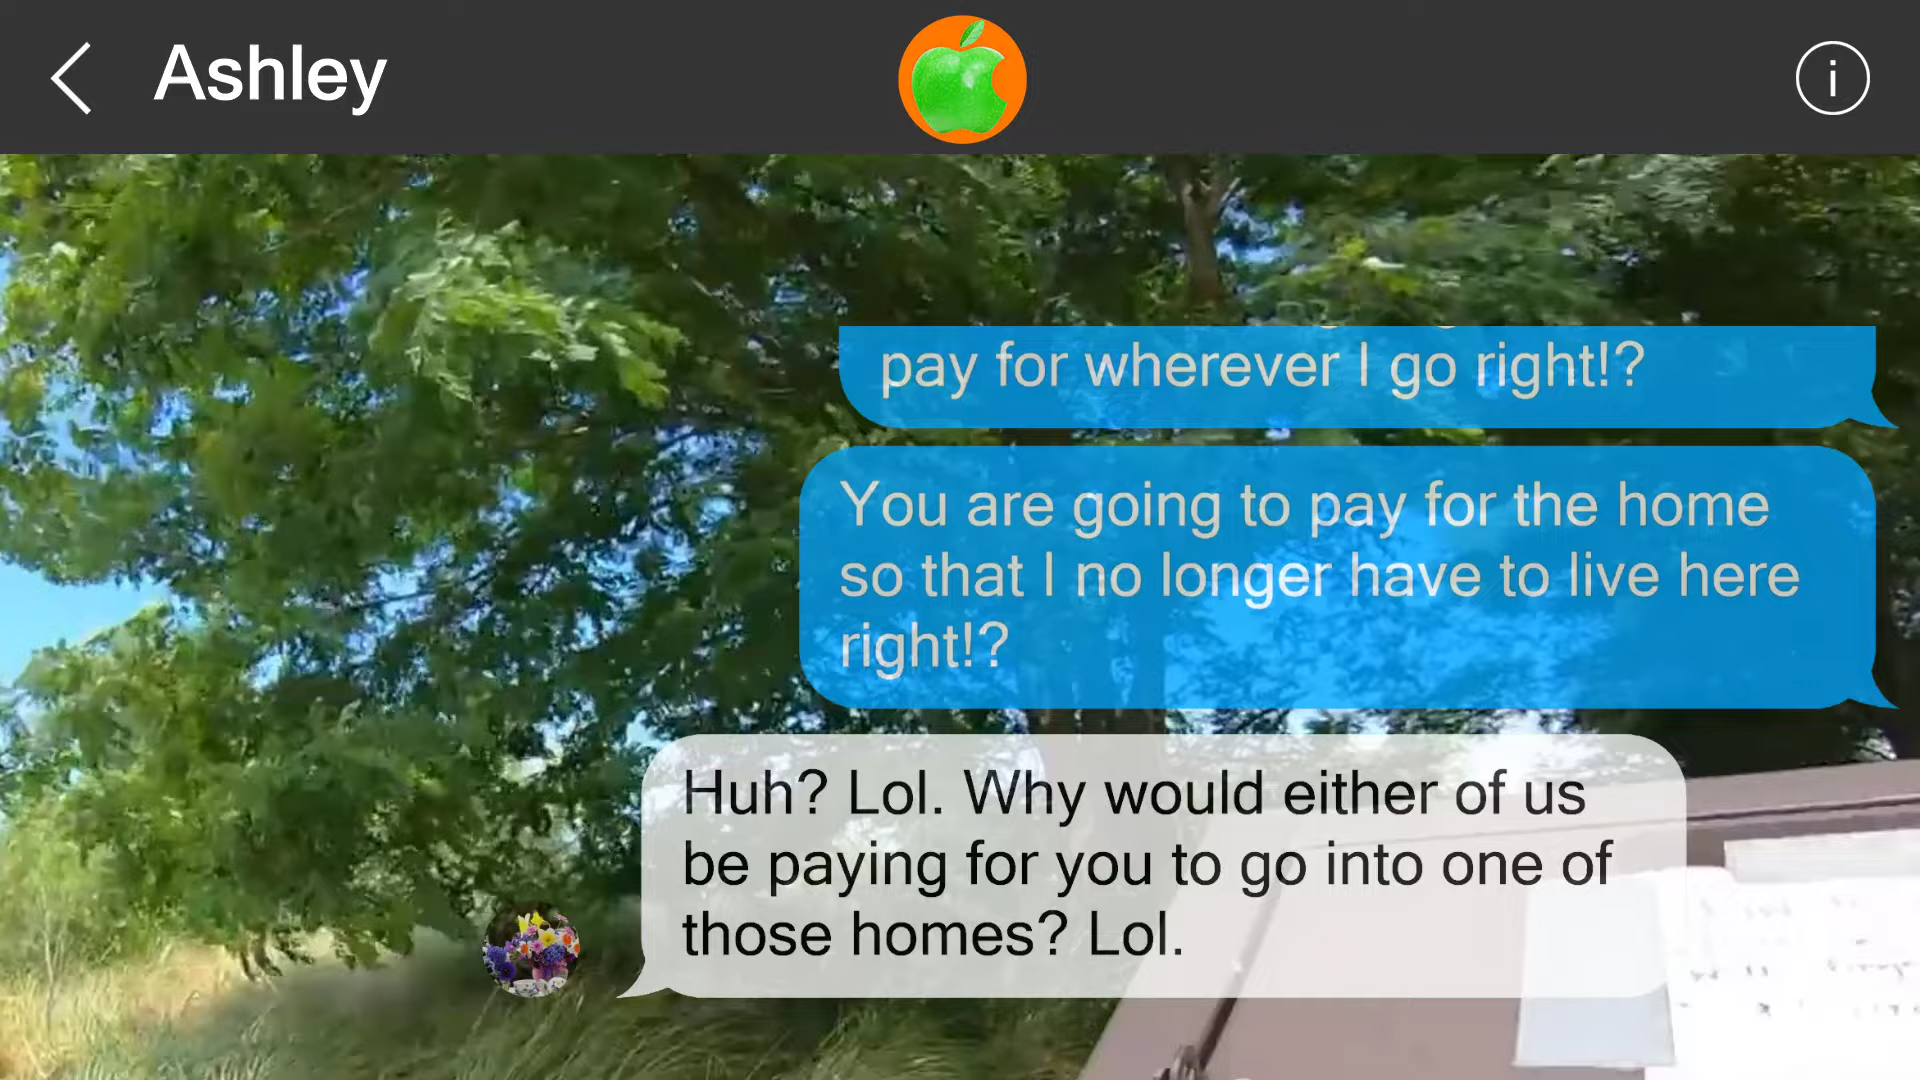 Ashley
pay for wherever I go right!?
You are going to pay for the home
so that I no longer have to live here
right!?
Huh? Lol. Why would either of us
be paying for you to go into one of
those homes? Lol.